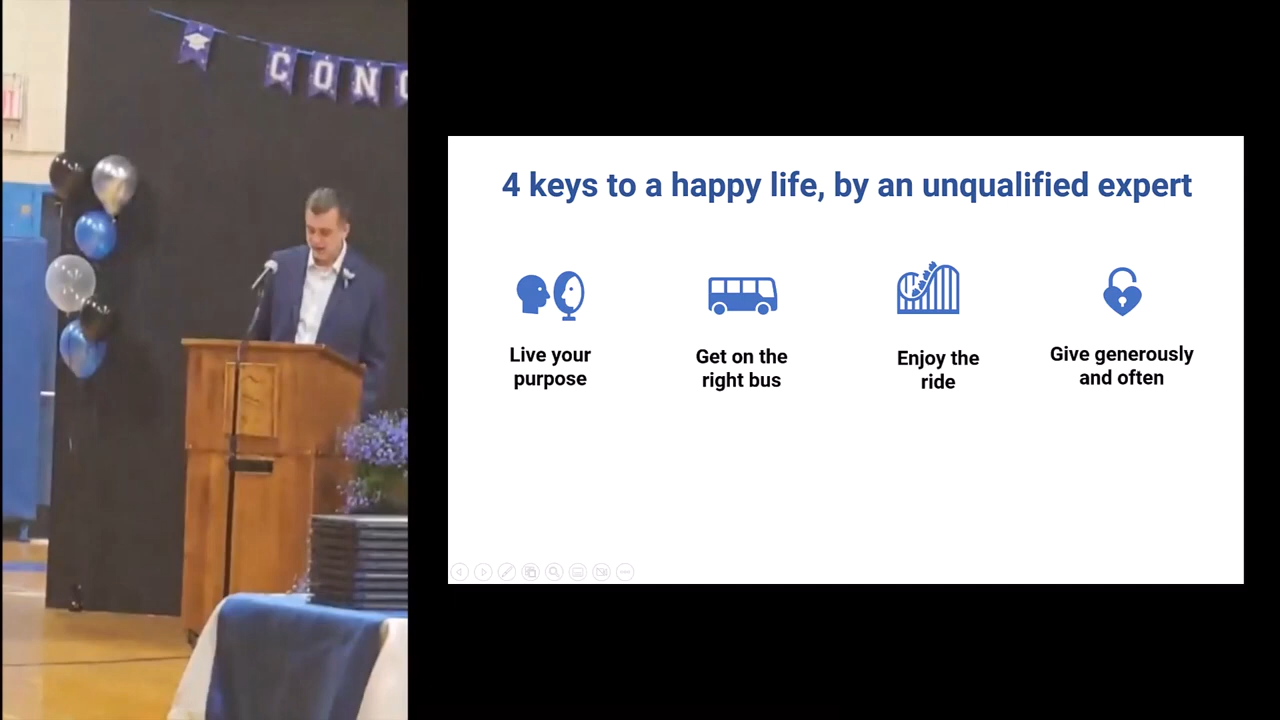 CON
4 keys to a happy life, by an unqualified expert
Live your
purpose
Get on the
right bus
Enjoy the
ride
Give generously
and often